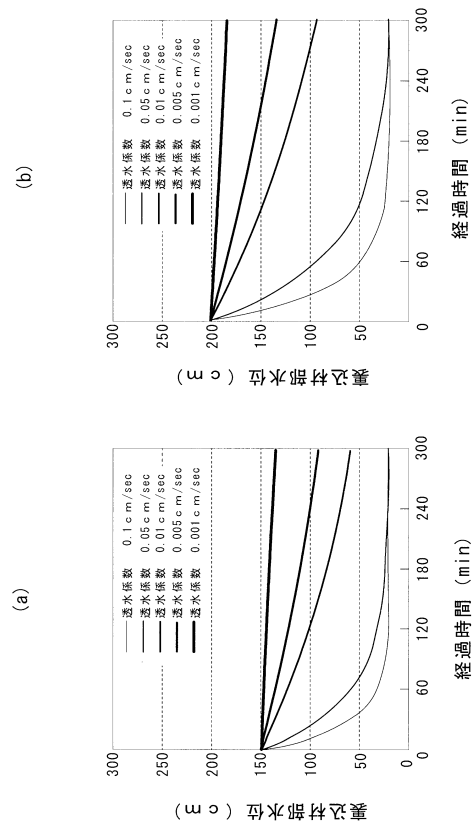 (a)
300
250
200
150
100
50
0
裏込材部水位 (cm)
透水係数 0.1cm/sec
透水係数 0.05cm/sec
透水係数 0.01cm/sec
透水係数 0.005cm/sec
透水係数 0.001cm/sec
0
60
120
180
240
300
経過時間 (min)
(b)
300
250
200
150
100
50
0
裏込材部水位 (cm)
透水係数 0.1cm/sec
透水係数 0.05cm/sec
透水係数 0.01cm/sec
透水係数 0.005cm/sec
透水係数 0.001cm/sec
0
60
120
180
240
300
経過時間 (min)